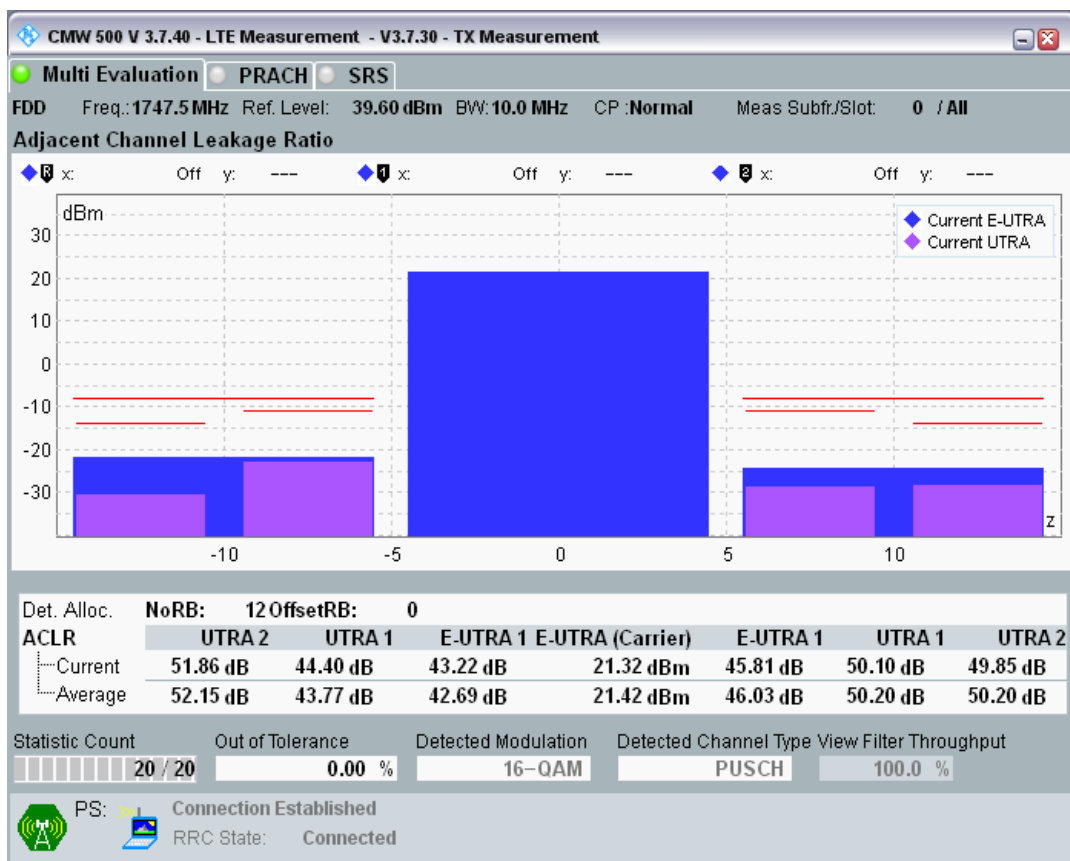 CMW 500 V 3.7.40 - LTE Measurement - V3.7.30 - TX Measurement
Multi Evaluation PRACH SRS
FDD Freq.: 1747.5 MHz Ref. Level: 39.60 dBm BW: 10.0 MHz CP :Normal Meas Subfr./Slot: 0 / All
Adjacent Channel Leakage Ratio
R x: Off y: --- 1 x: Off y: --- 2 x: Off y: ---
dBm
Current E-UTRA
Current UTRA
30
20
10
0
-10
-20
-30
z
-10 -5 0 5 10
Det. Alloc. NoRB: 12 OffsetRB: 0
ACLR UTRA 2 UTRA 1 E-UTRA 1 E-UTRA (Carrier) E-UTRA 1 UTRA 1 UTRA 2
Current 51.86 dB 44.40 dB 43.22 dB 21.32 dBm 45.81 dB 50.10 dB 49.85 dB
Average 52.15 dB 43.77 dB 42.69 dB 21.42 dBm 46.03 dB 50.20 dB 50.20 dB
Statistic Count Out of Tolerance Detected Modulation Detected Channel Type View Filter Throughput
20 / 20 0.00 % 16-QAM PUSCH 100.0 %
PS: Connection Established
RRC State: Connected